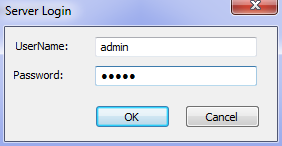 Server Login
UserName: admin
Password: •••••
OK Cancel